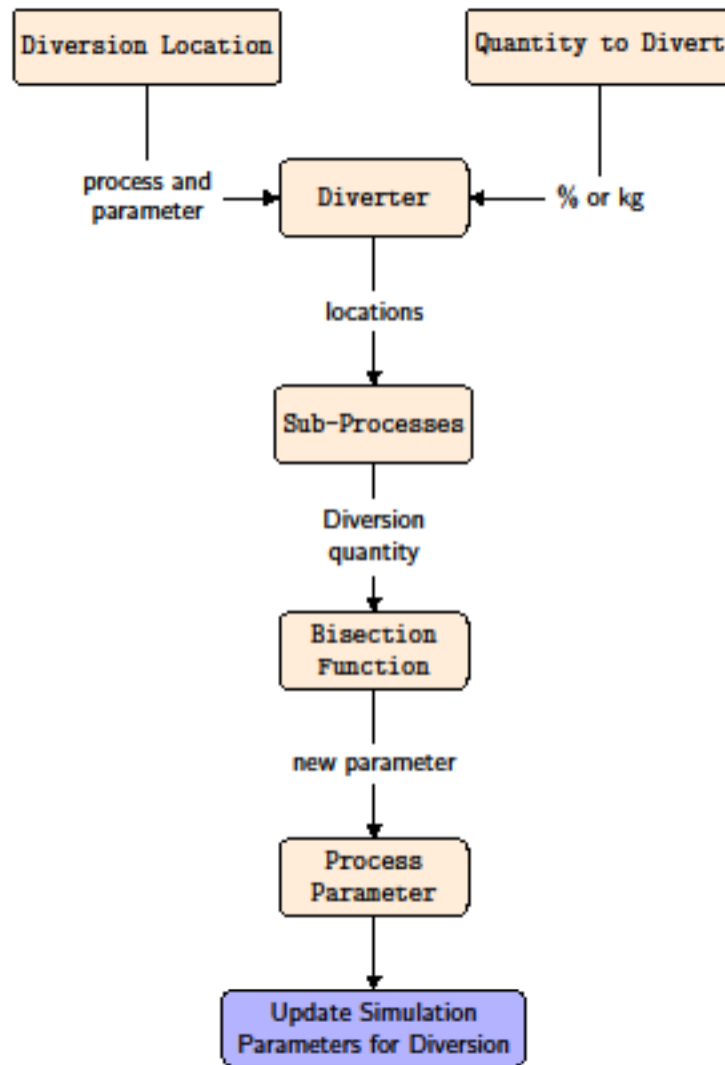 Diversion Location
Quantity to Divert
process and
parameter
Diverter
% or kg
locations
Sub-Processes
Diversion
quantity
Bisection
Function
new parameter
Process
Parameter
Update Simulation
Parameters for Diversion